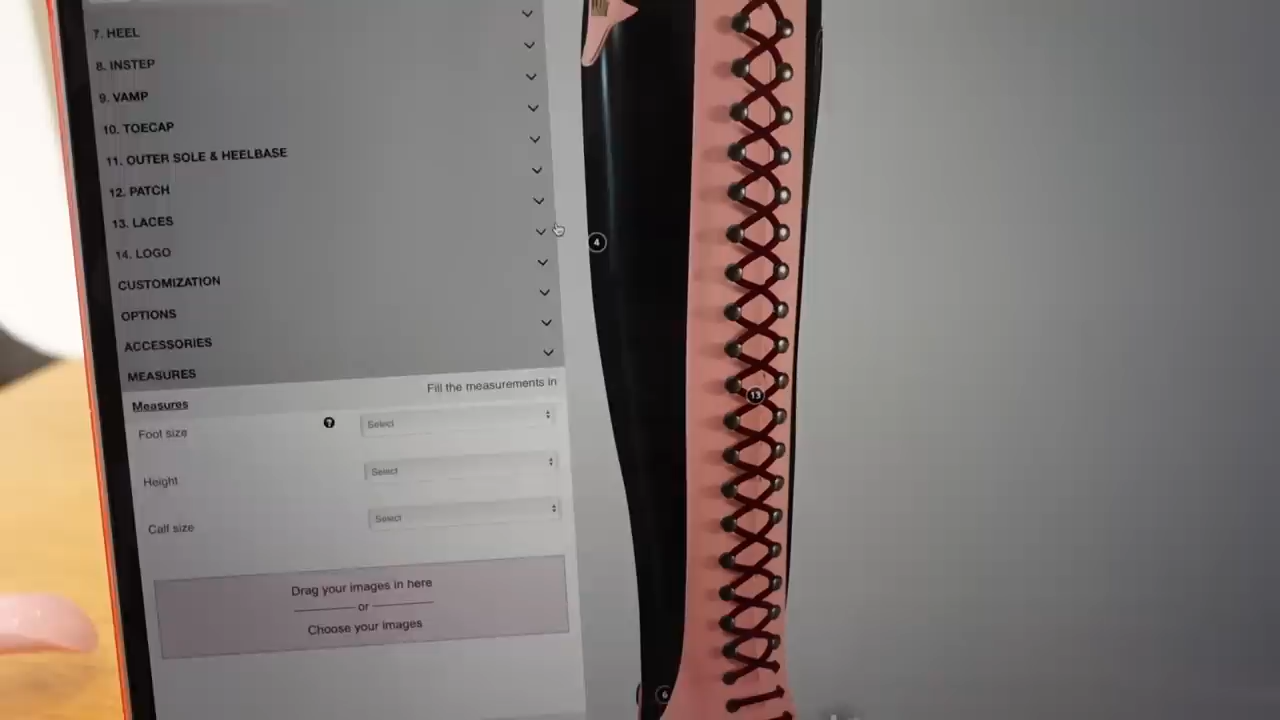 7. HEEL
8. INSTEP
9. VAMP
10. TOECAP
11. OUTER SOLE & HEELBASE
12. PATCH
13. LACES
14. LOGO
CUSTOMIZATION
OPTIONS
ACCESSORIES
MEASURES
Fill the measurements in
Measures
Foot size ? Select
Height Select
Calf size Select
Drag your images in here
or
Choose your images
4
13
6